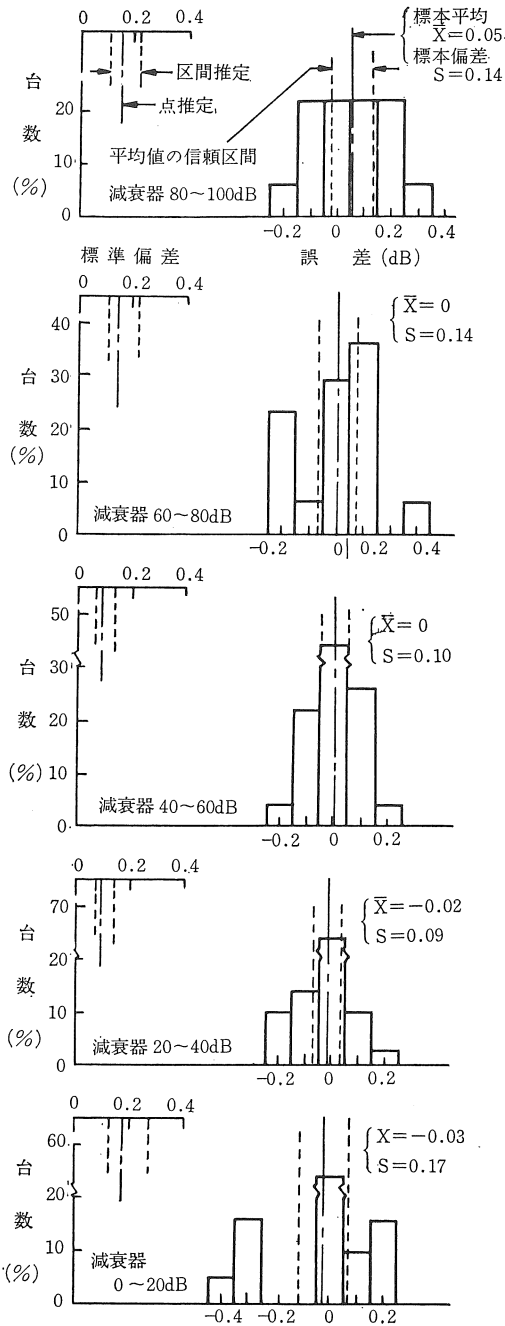 0 0.2 0.4
標本平均
X̄=0.05
標本偏差
S=0.14
区間推定
点推定
平均値の信頼区間
台
数
(%)
20
10
0
減衰器 80～100dB
-0.2 0 0.2 0.4
標準偏差
誤差 (dB)
0 0.2 0.4
X̄=0
S=0.14
台
数
(%)
40
30
20
10
0
減衰器 60～80dB
-0.2 0 0.2 0.4
0 0.2 0.4
X̄=0
S=0.10
台
数
(%)
50
30
20
10
0
減衰器 40～60dB
-0.2 0 0.2
0 0.2 0.4
X̄=-0.02
S=0.09
台
数
(%)
70
20
10
0
減衰器 20～40dB
-0.2 0 0.2
0 0.2 0.4
X=-0.03
S=0.17
台
数
(%)
60
20
10
0
減衰器
0～20dB
-0.4 -0.2 0 0.2